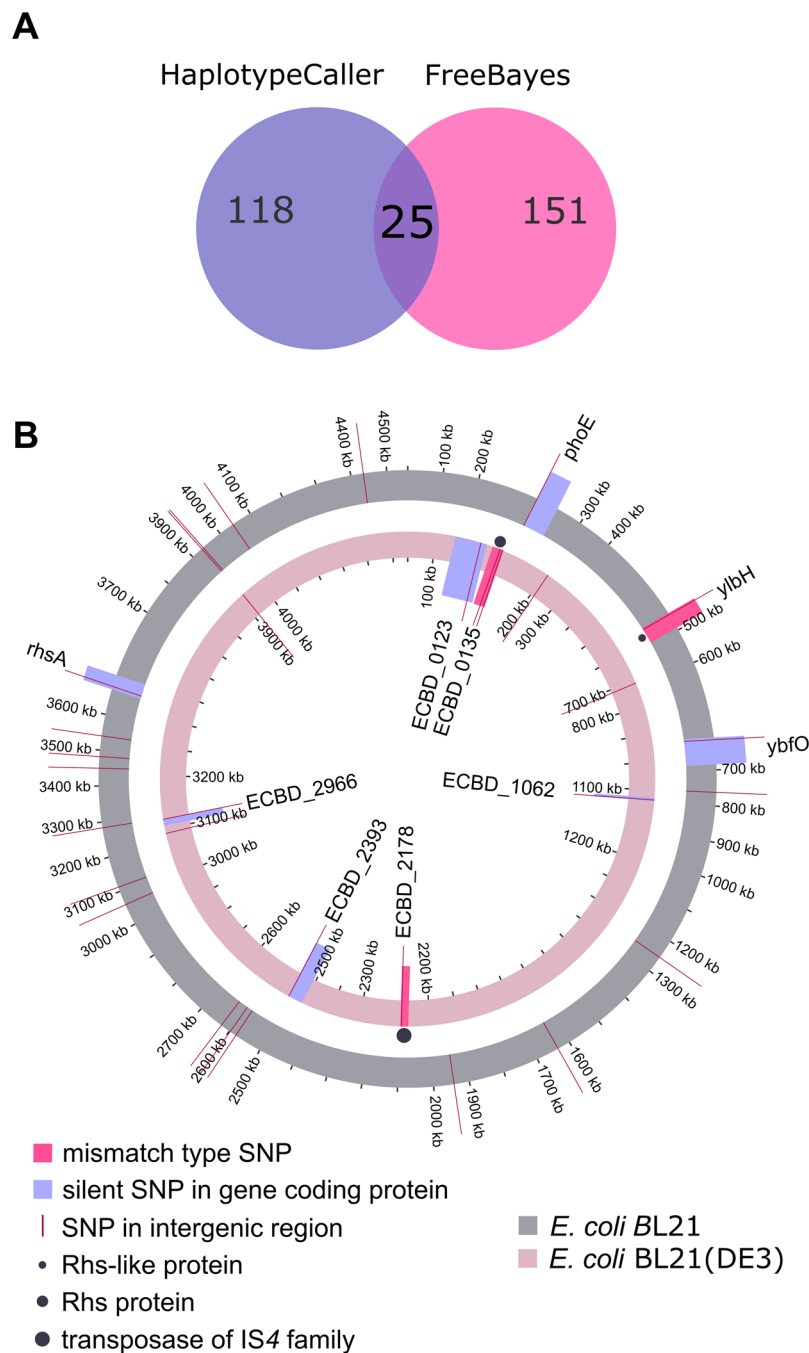 A
HaplotypeCaller FreeBayes
118 25 151
B
4400 kb
4500 kb
100 kb
200 kb
phoE
300 kb
400 kb
ylbH
500 kb
600 kb
ybfO
700 kb
800 kb
900 kb
1000 kb
1200 kb
1300 kb
1600 kb
1700 kb
1900 kb
2000 kb
2500 kb
2600 kb
2700 kb
3000 kb
3100 kb
3200 kb
3300 kb
3400 kb
3500 kb
3600 kb
rhsA
3700 kb
3900 kb
4000 kb
4100 kb
100 kb
ECBD_0123
ECBD_0135
200 kb
300 kb
700 kb
800 kb
ECBD_1062
1100 kb
1200 kb
2200 kb
ECBD_2178
2300 kb
ECBD_2393
2500 kb
2600 kb
3000 kb
3100 kb
ECBD_2966
3200 kb
3900 kb
4000 kb
mismatch type SNP
silent SNP in gene coding protein
SNP in intergenic region
Rhs-like protein
Rhs protein
transposase of IS4 family
E. coli BL21
E. coli BL21(DE3)